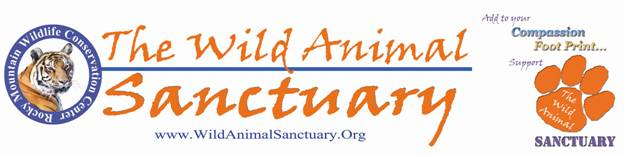 Rocky Mountain Wildlife Conservation Center
The Wild Animal
Sanctuary
www.WildAnimalSanctuary.Org
Add to your
Compassion
Foot Print...
Support
The
Wild
Animal
SANCTUARY